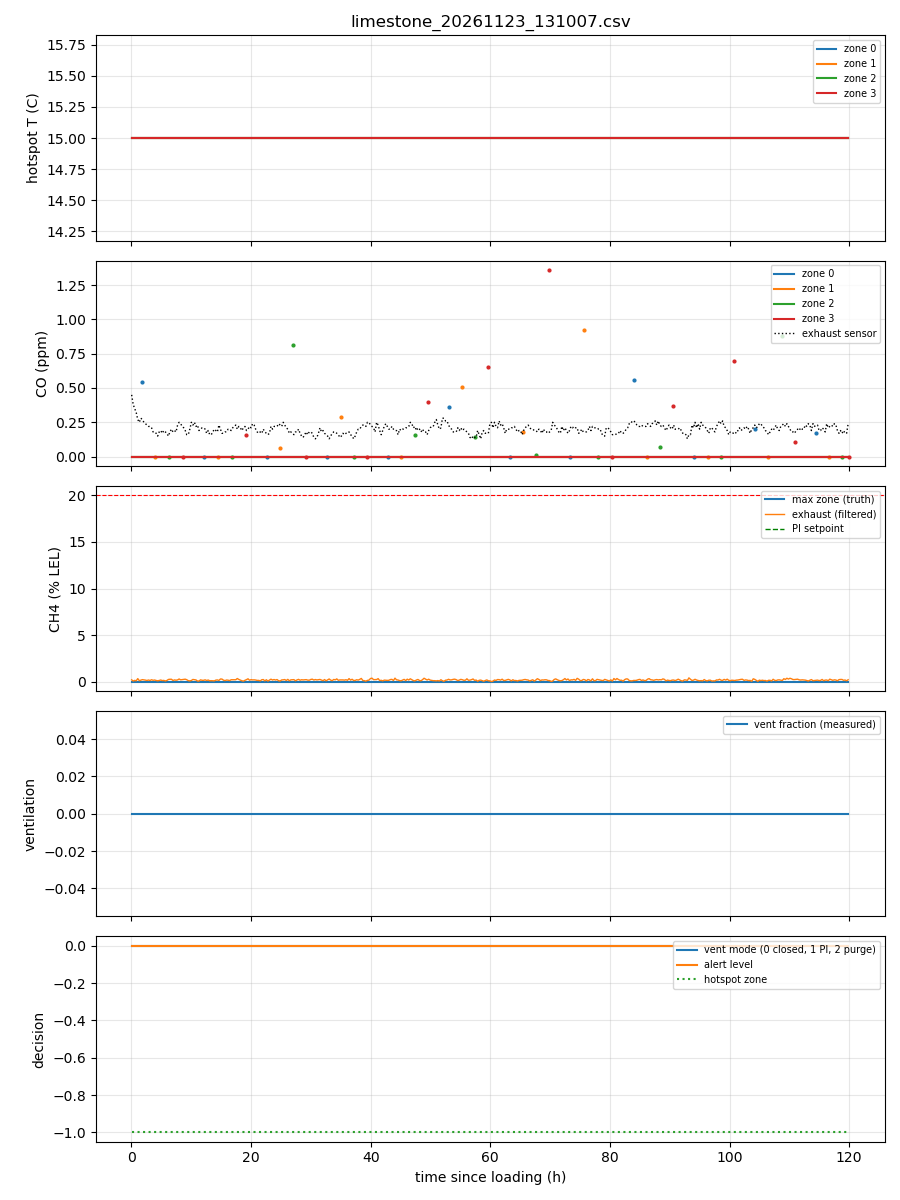 limestone_20261123_131007.csv
hotspot T (C)
15.75
15.50
15.25
15.00
14.75
14.50
14.25
zone 0
zone 1
zone 2
zone 3
CO (ppm)
1.25
1.00
0.75
0.50
0.25
0.00
zone 0
zone 1
zone 2
zone 3
exhaust sensor
CH4 (% LEL)
20
15
10
5
0
max zone (truth)
exhaust (filtered)
PI setpoint
ventilation
0.04
0.02
0.00
−0.02
−0.04
vent fraction (measured)
decision
0.0
−0.2
−0.4
−0.6
−0.8
−1.0
vent mode (0 closed, 1 PI, 2 purge)
alert level
hotspot zone
0 20 40 60 80 100 120
time since loading (h)